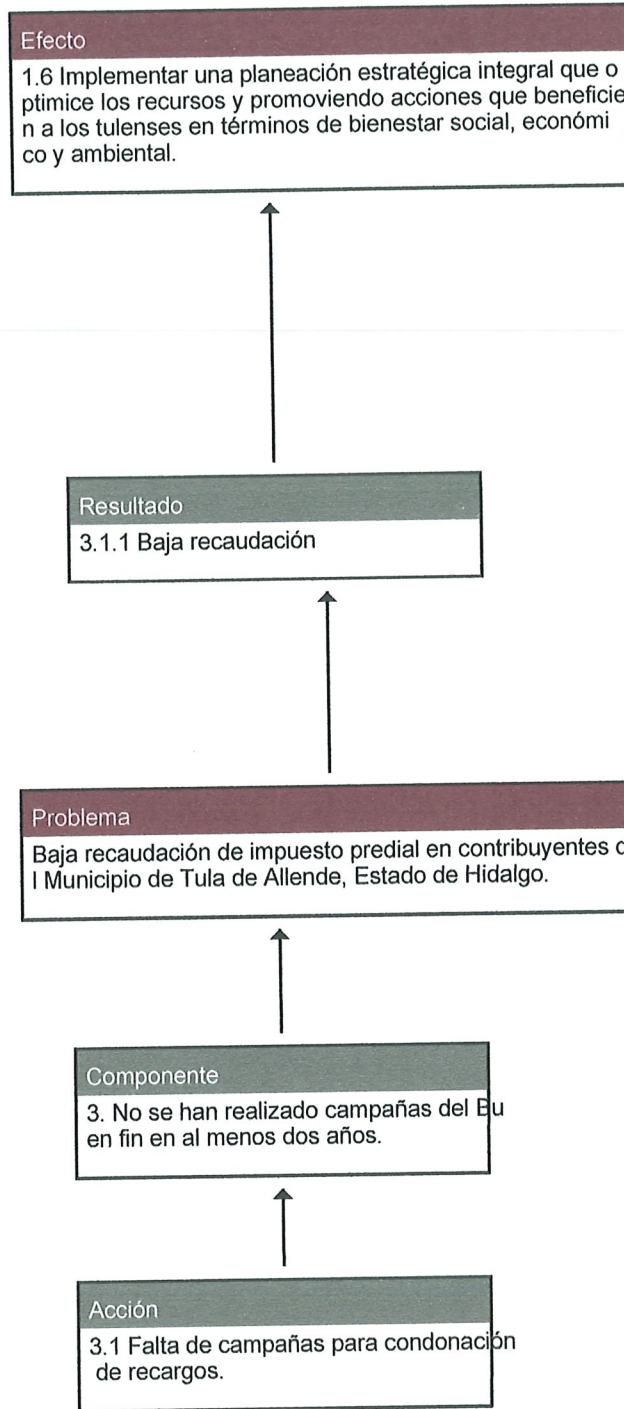 Efecto
1.6 Implementar una planeación estratégica integral que o
ptimice los recursos y promoviendo acciones que beneficie
n a los tulenses en términos de bienestar social, económi
co y ambiental.
Resultado
3.1.1 Baja recaudación
Problema
Baja recaudación de impuesto predial en contribuyentes d
l Municipio de Tula de Allende, Estado de Hidalgo.
Componente
3. No se han realizado campañas del Bu
en fin en al menos dos años.
Acción
3.1 Falta de campañas para condonación
de recargos.